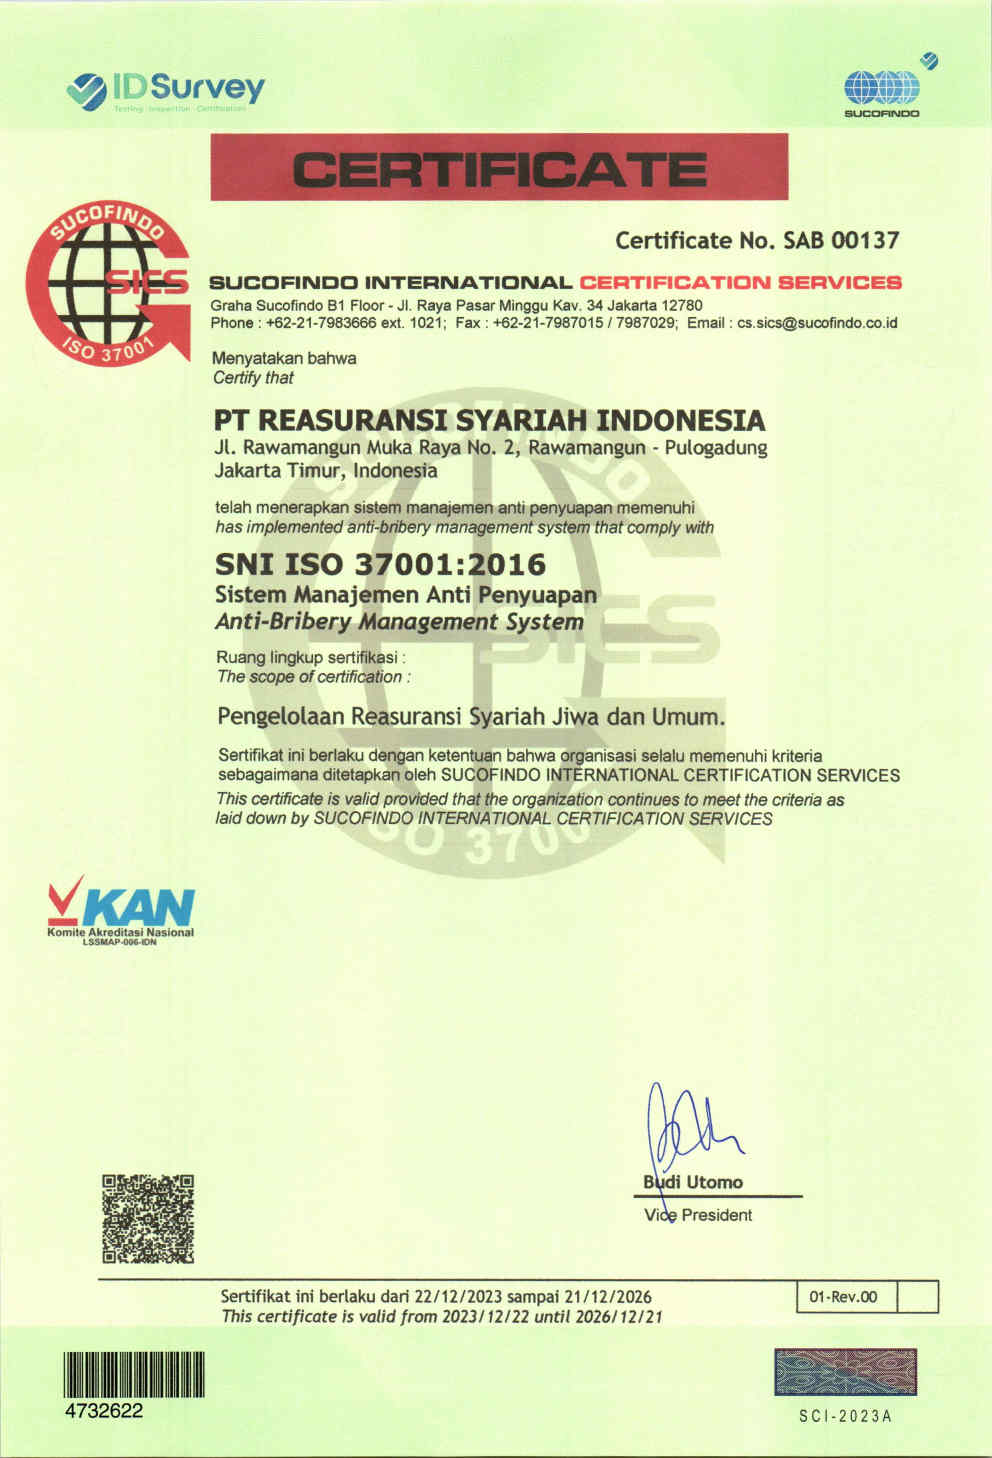 IDSurvey
Testing · Inspection · Certification
SUCOFINDO
CERTIFICATE
Certificate No. SAB 00137
SUCOFINDO
SICS
ISO 37001
SUCOFINDO INTERNATIONAL CERTIFICATION SERVICES
Graha Sucofindo B1 Floor - Jl. Raya Pasar Minggu Kav. 34 Jakarta 12780
Phone : +62-21-7983666 ext. 1021; Fax : +62-21-7987015 / 7987029; Email : cs.sics@sucofindo.co.id
Menyatakan bahwa
Certify that
PT REASURANSI SYARIAH INDONESIA
Jl. Rawamangun Muka Raya No. 2, Rawamangun - Pulogadung
Jakarta Timur, Indonesia
telah menerapkan sistem manajemen anti penyuapan memenuhi
has implemented anti-bribery management system that comply with
SNI ISO 37001:2016
Sistem Manajemen Anti Penyuapan
Anti-Bribery Management System
Ruang lingkup sertifikasi :
The scope of certification :
Pengelolaan Reasuransi Syariah Jiwa dan Umum.
Sertifikat ini berlaku dengan ketentuan bahwa organisasi selalu memenuhi kriteria
sebagaimana ditetapkan oleh SUCOFINDO INTERNATIONAL CERTIFICATION SERVICES
This certificate is valid provided that the organization continues to meet the criteria as
laid down by SUCOFINDO INTERNATIONAL CERTIFICATION SERVICES
SUCOFINDO
SICS
ISO 37001
KAN
Komite Akreditasi Nasional
LSSMAP-006-IDN
Budi Utomo
Vice President
Sertifikat ini berlaku dari 22/12/2023 sampai 21/12/2026
This certificate is valid from 2023/12/22 until 2026/12/21
01-Rev.00
4732622
SCI-2023A